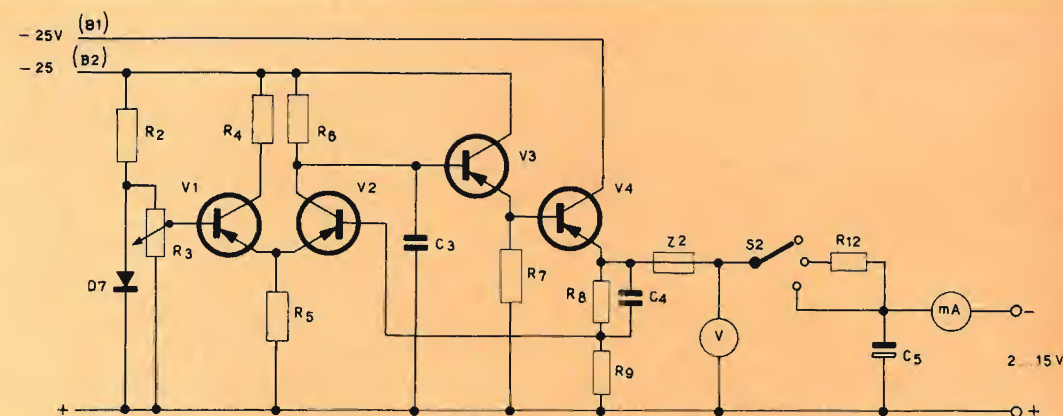 - 25V (B1)
- 25 (B2)
R2
R4
R6
V3
V1
V2
V4
R3
C3
Z2
S2
R12
D7
R7
R8
C4
mA
-
R5
V
C5
2 ... 15V
R9
+
+